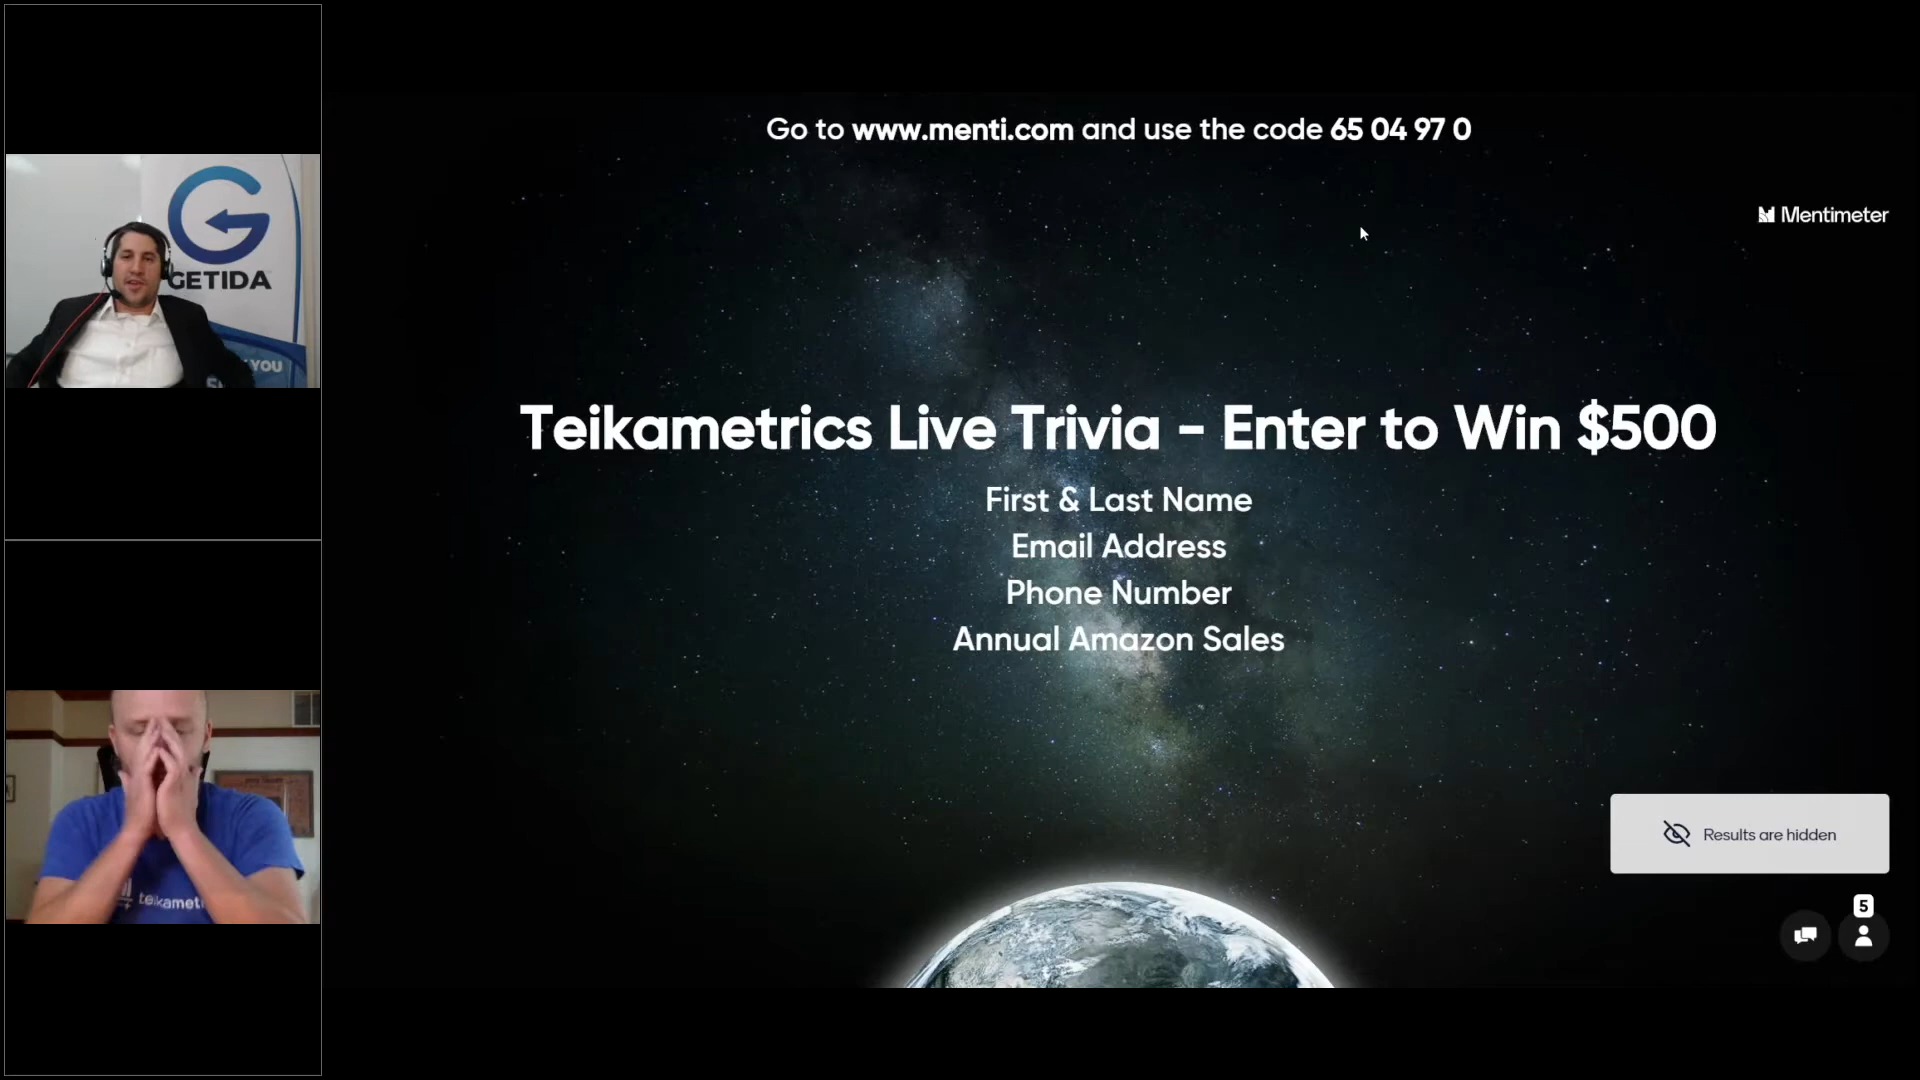 Go to www.menti.com and use the code 65 04 97 0
Mentimeter
GETIDA
YOU
Teikametrics Live Trivia - Enter to Win $500
First & Last Name
Email Address
Phone Number
Annual Amazon Sales
Results are hidden
5
teikamet